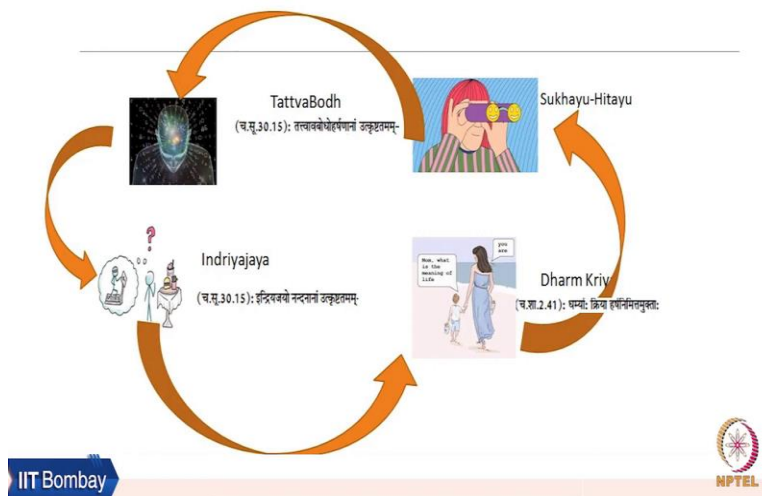 TattvaBodh
(च.सू.30.15): तत्त्वावबोधोहर्षणानां उत्कृष्टतमम्-
Sukhayu-Hitayu
Indriyajaya
(च.सू.30.15): इन्द्रियजयो नन्दनानां उत्कृष्टतमम्-
?
Mum, what
is the
meaning of
life
you
are
Dharm Kriy
(च.शा.2.41): धर्म्याः क्रिया हर्षनिमित्तमुक्ता:
IIT Bombay
NPTEL